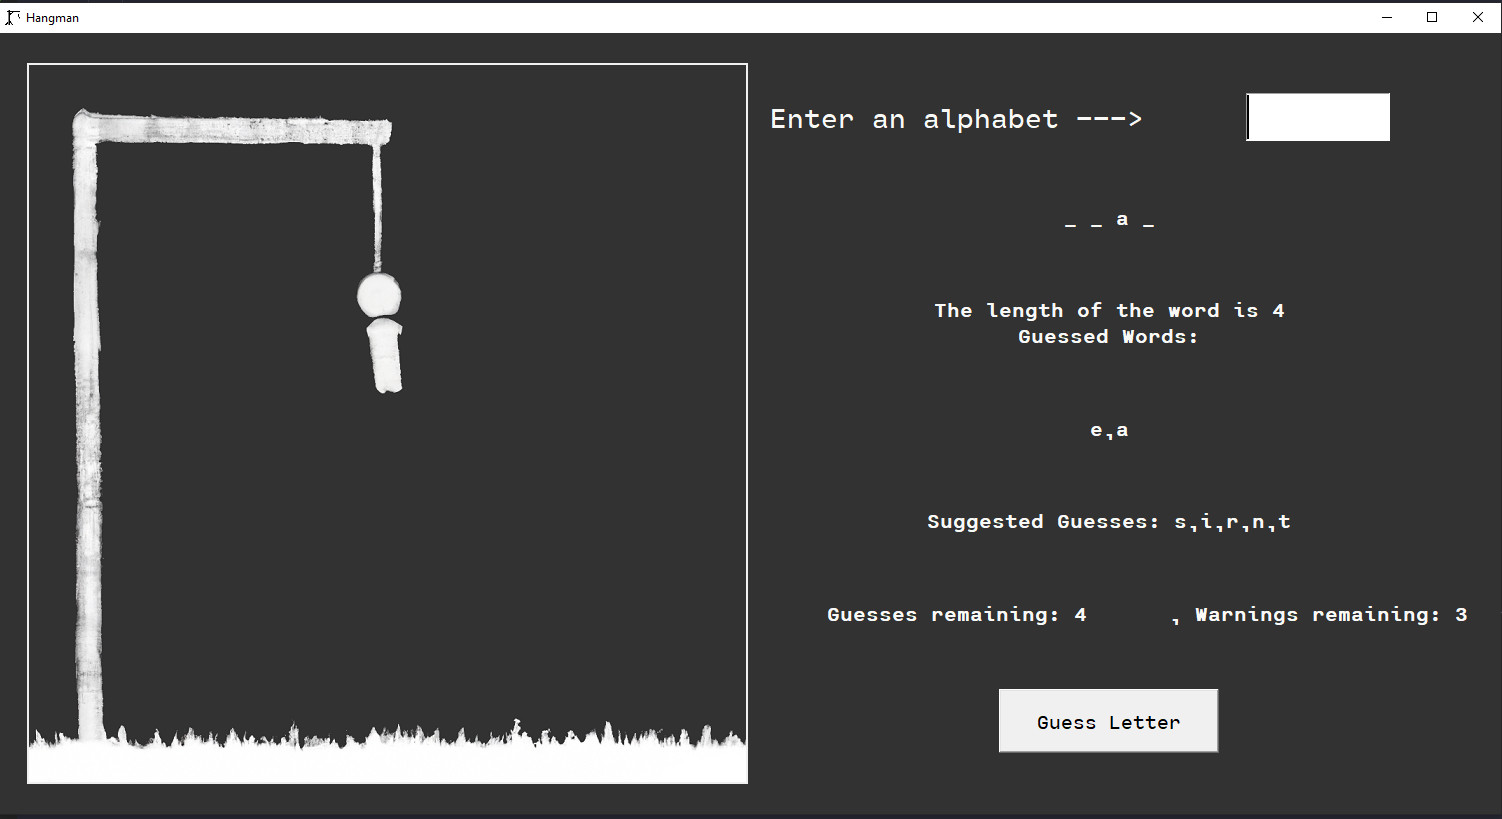 Hangman
Enter an alphabet --->
_ _ a _
The length of the word is 4
Guessed Words:
e,a
Suggested Guesses: s,i,r,n,t
Guesses remaining: 4 , Warnings remaining: 3
Guess Letter